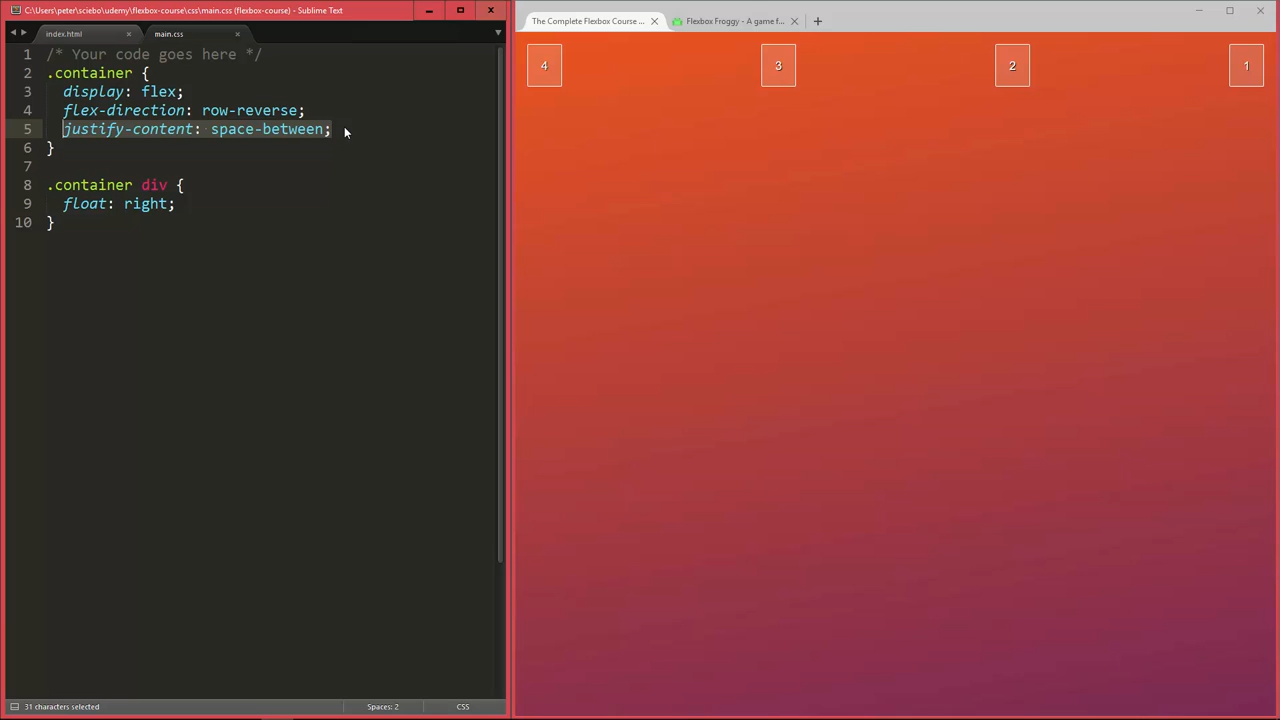 C:\Users\peter\sciebo\udemy\flexbox-course\css\main.css (flexbox-course) - Sublime Text
index.html
main.css
1 /* Your code goes here */
2 .container {
3 display: flex;
4 flex-direction: row-reverse;
5 justify-content: space-between;
6 }
7
8 .container div {
9 float: right;
10 }
31 characters selected
Spaces: 2
CSS
The Complete Flexbox Course ...
Flexbox Froggy - A game f...
4 3 2 1